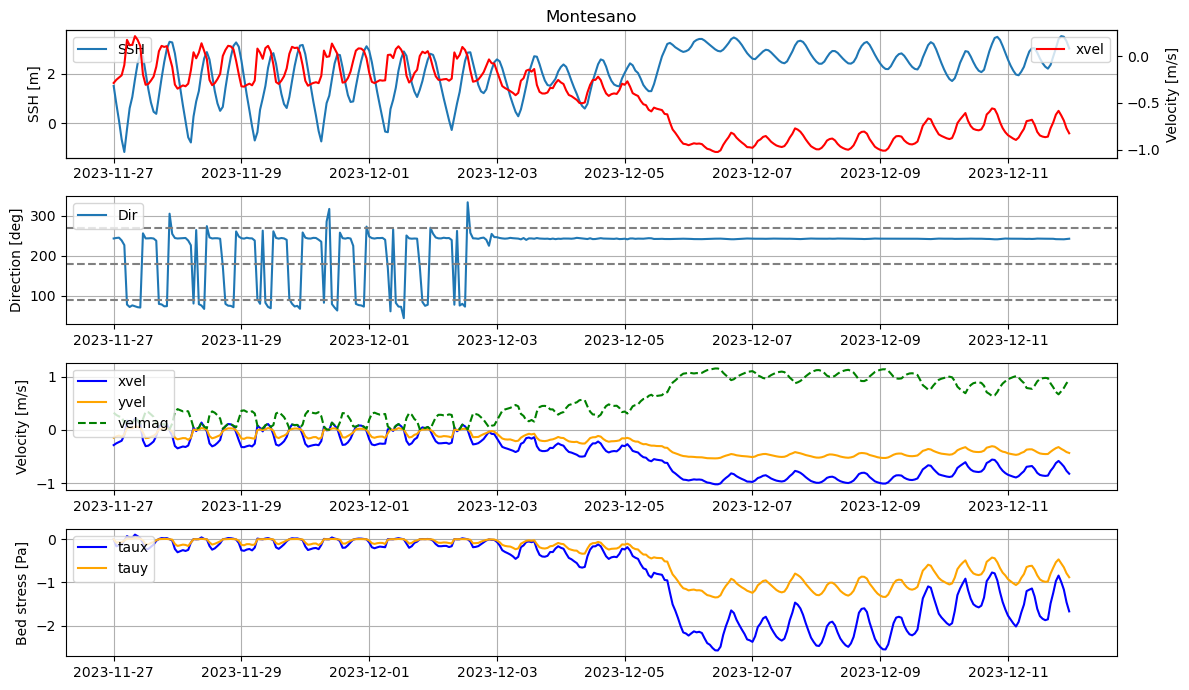 Montesano
SSH
xvel
SSH [m]
2
0
0.0
−0.5
−1.0
Velocity [m/s]
2023-11-27 2023-11-29 2023-12-01 2023-12-03 2023-12-05 2023-12-07 2023-12-09 2023-12-11
Dir
Direction [deg]
300
200
100
2023-11-27 2023-11-29 2023-12-01 2023-12-03 2023-12-05 2023-12-07 2023-12-09 2023-12-11
xvel
yvel
velmag
Velocity [m/s]
1
0
−1
2023-11-27 2023-11-29 2023-12-01 2023-12-03 2023-12-05 2023-12-07 2023-12-09 2023-12-11
taux
tauy
Bed stress [Pa]
0
−1
−2
2023-11-27 2023-11-29 2023-12-01 2023-12-03 2023-12-05 2023-12-07 2023-12-09 2023-12-11